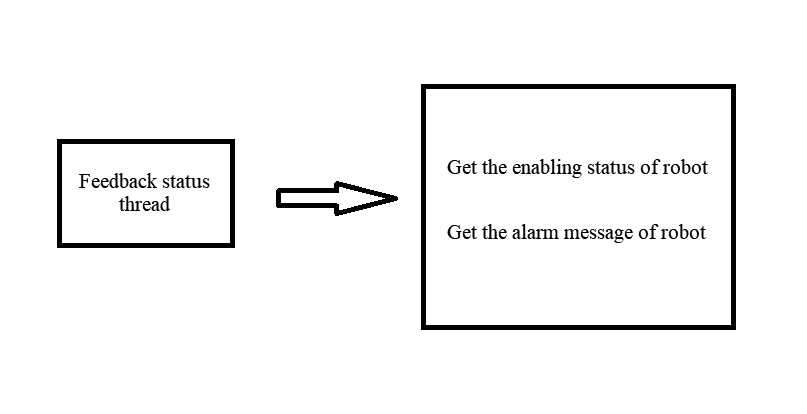 Feedback status
thread
Get the enabling status of robot
Get the alarm message of robot